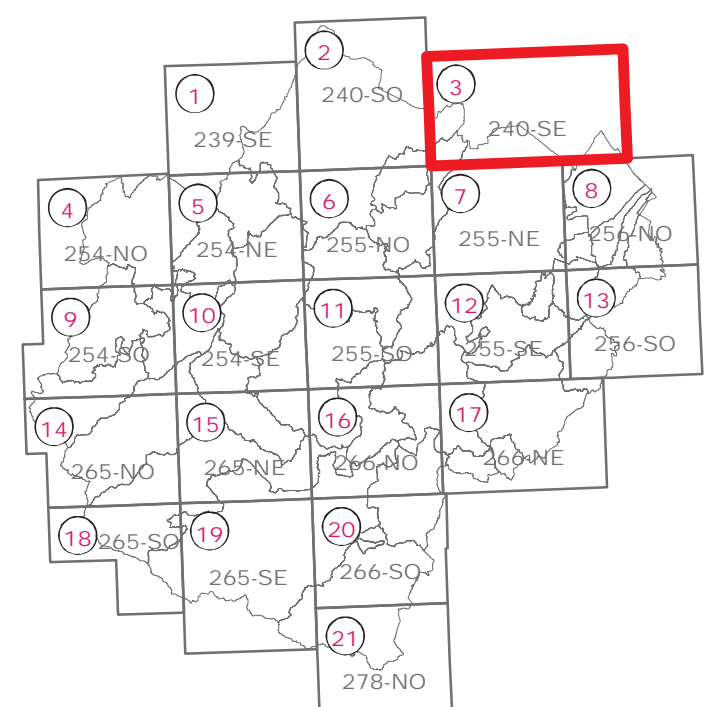 2
240-SO
3
240-SE
1
239-SE
4
254-NO
5
254-NE
6
255-NO
7
255-NE
8
256-NO
9
254-SO
10
254-SE
11
255-SO
12
255-SE
13
256-SO
14
265-NO
15
265-NE
16
266-NO
17
266-NE
18
265-SO
19
265-SE
20
266-SO
21
278-NO